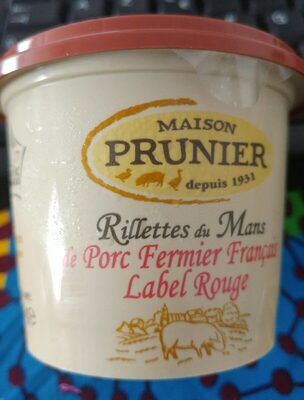 MAISON
PRUNIER
depuis 1931
Rillettes du Mans
de Porc Fermier Français
Label Rouge